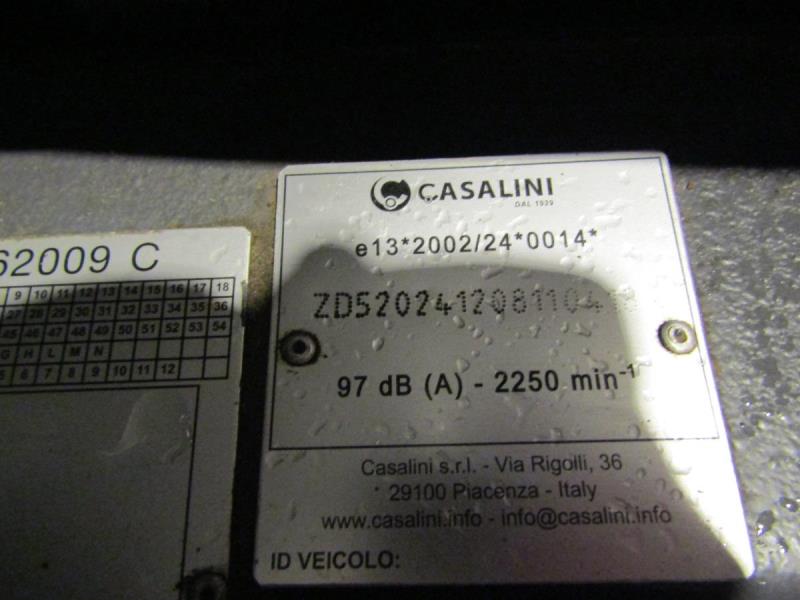 CASALINI
DAL 1939
e13*2002/24*0014*
97 dB (A) - 2250 min-1
Casalini s.r.l. - Via Rigolli, 36
29100 Piacenza - Italy
www.casalini.info - info@casalini.info
ID VEICOLO:
62009 C
9 10 11 12 13 14 15 16 17 18
27 28 29 30 31 32 33 34 35 36
45 46 47 48 49 50 51 52 53 54
G H L M N
5 6 7 8 9 10 11 12